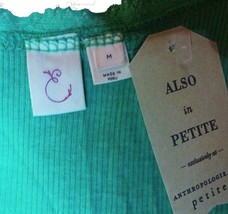 M
MADE IN
PERU
ALSO
in
PETITE
— exclusively at —
ANTHROPOLOGIE
petite